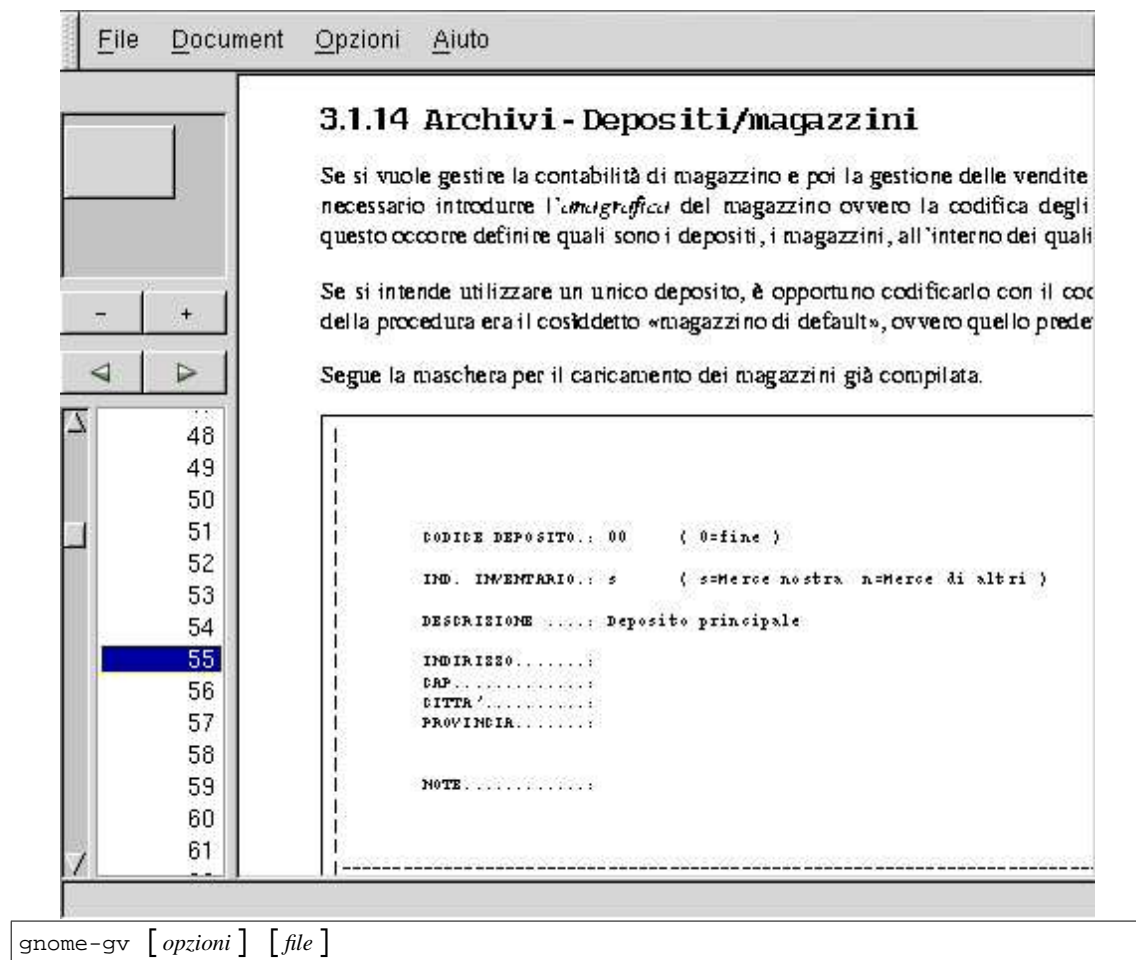 File Document Opzioni Aiuto
3.1.14 Archivi-Depositi/magazzini
Se si vuole gestire la contabilità di magazzino e poi la gestione delle vendite
necessario introdurre l'anagrafica del magazzino ovvero la codifica degli
questo occorre definire quali sono i depositi, i magazzini, all'interno dei quali
Se si intende utilizzare un unico deposito, è opportuno codificarlo con il
della procedura era il cosiddetto «magazzino di default», ovvero quello
Segue la maschera per il caricamento dei magazzini già compilata.
- +
48
49
50
51
52
53
54
55
56
57
58
59
60
61
CODICE DEPOSITO.: 00 ( 0=fine )
IND. INVENTARIO.: s ( s=Merce nostra n=Merce di altri )
DESCRIZIONE ....: Deposito principale
INDIRIZZO.......:
CAP.............:
CITTA'..........:
PROVINCIA.......:
NOTE............:
gnome-gv [opzioni] [file]